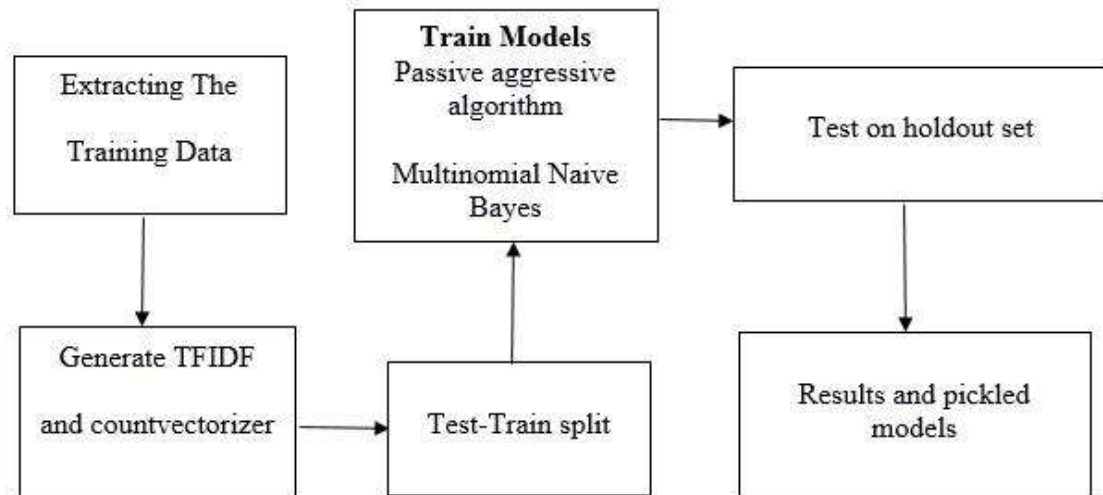 Extracting The
Training Data
Generate TFIDF
and countvectorizer
Test-Train split
Train Models
Passive aggressive
algorithm
Multinomial Naive
Bayes
Test on holdout set
Results and pickled
models